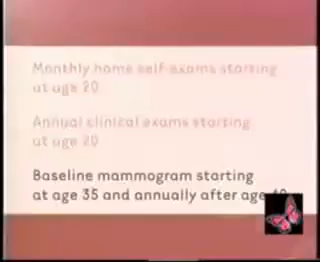 Monthly home self-exams starting
at age 20
Annual clinical exams starting
at age 20
Baseline mammogram starting
at age 35 and annually after age 40